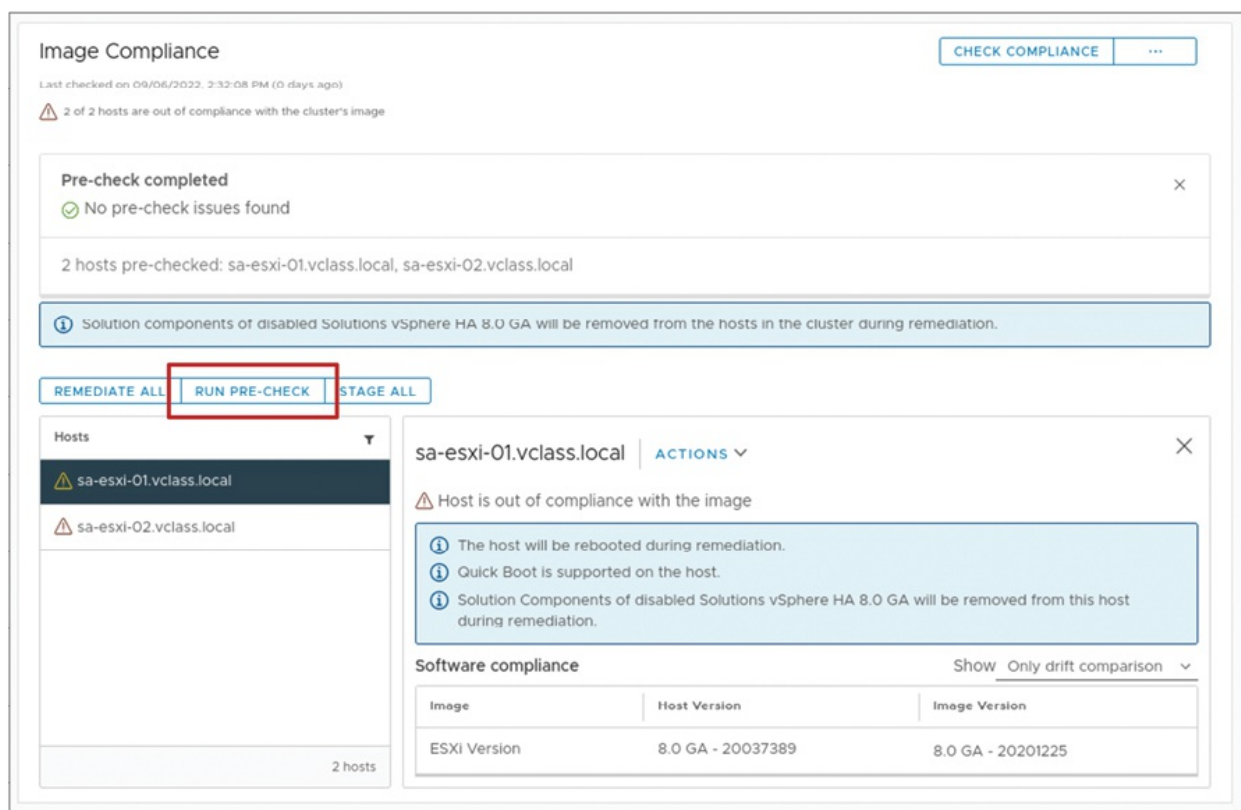 Image Compliance
CHECK COMPLIANCE
...
Last checked on 09/06/2022, 2:32:08 PM (0 days ago)
2 of 2 hosts are out of compliance with the cluster's image
Pre-check completed
No pre-check issues found
2 hosts pre-checked: sa-esxi-01.vclass.local, sa-esxi-02.vclass.local
Solution components of disabled Solutions vSphere HA 8.0 GA will be removed from the hosts in the cluster during remediation.
REMEDIATE ALL
RUN PRE-CHECK
STAGE ALL
Hosts
sa-esxi-01.vclass.local
sa-esxi-02.vclass.local
2 hosts
sa-esxi-01.vclass.local
ACTIONS
Host is out of compliance with the image
The host will be rebooted during remediation.
Quick Boot is supported on the host.
Solution Components of disabled Solutions vSphere HA 8.0 GA will be removed from this host
during remediation.
Software compliance
Show Only drift comparison
Image Host Version Image Version
ESXi Version 8.0 GA - 20037389 8.0 GA - 20201225